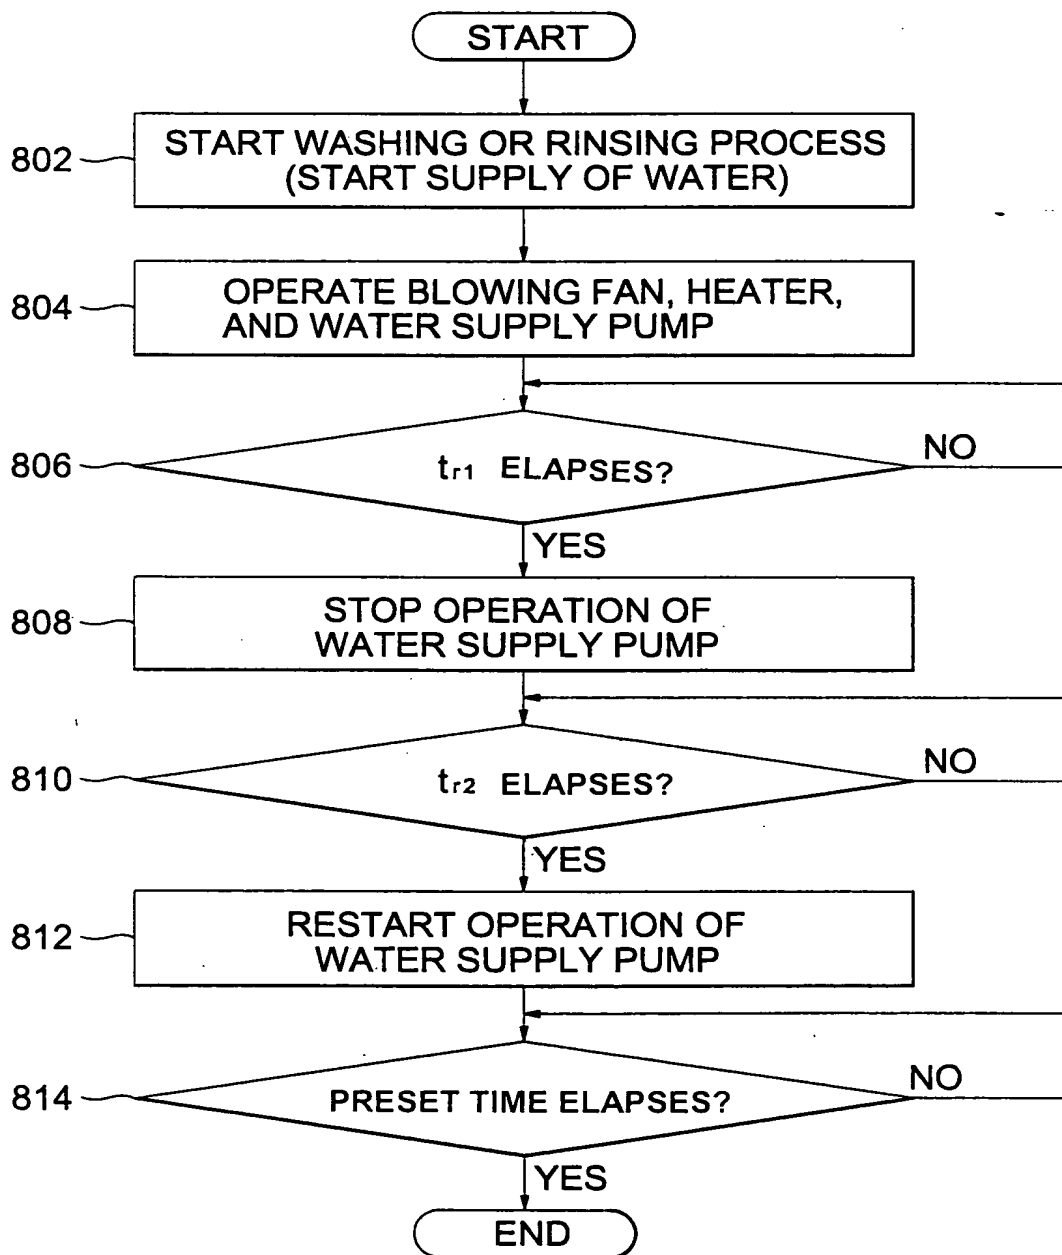 START
802
START WASHING OR RINSING PROCESS
(START SUPPLY OF WATER)
804
OPERATE BLOWING FAN, HEATER,
AND WATER SUPPLY PUMP
806
tr1 ELAPSES?
NO
YES
808
STOP OPERATION OF
WATER SUPPLY PUMP
810
tr2 ELAPSES?
NO
YES
812
RESTART OPERATION OF
WATER SUPPLY PUMP
814
PRESET TIME ELAPSES?
NO
YES
END